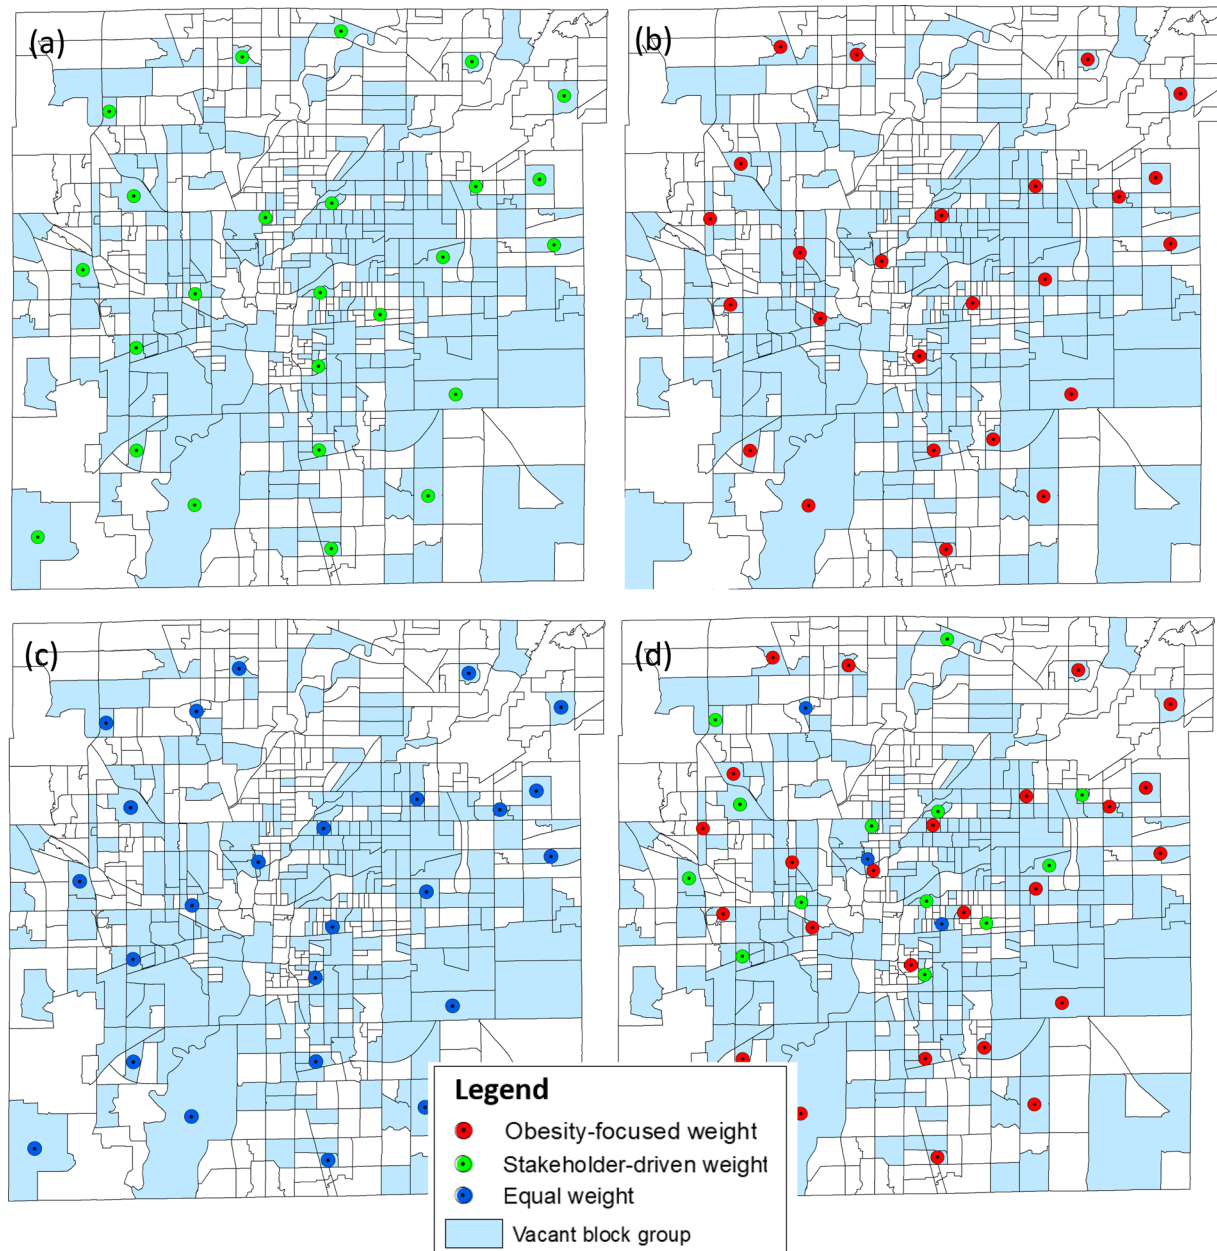 (a)
(b)
(c)
(d)
Legend
Obesity-focused weight
Stakeholder-driven weight
Equal weight
Vacant block group